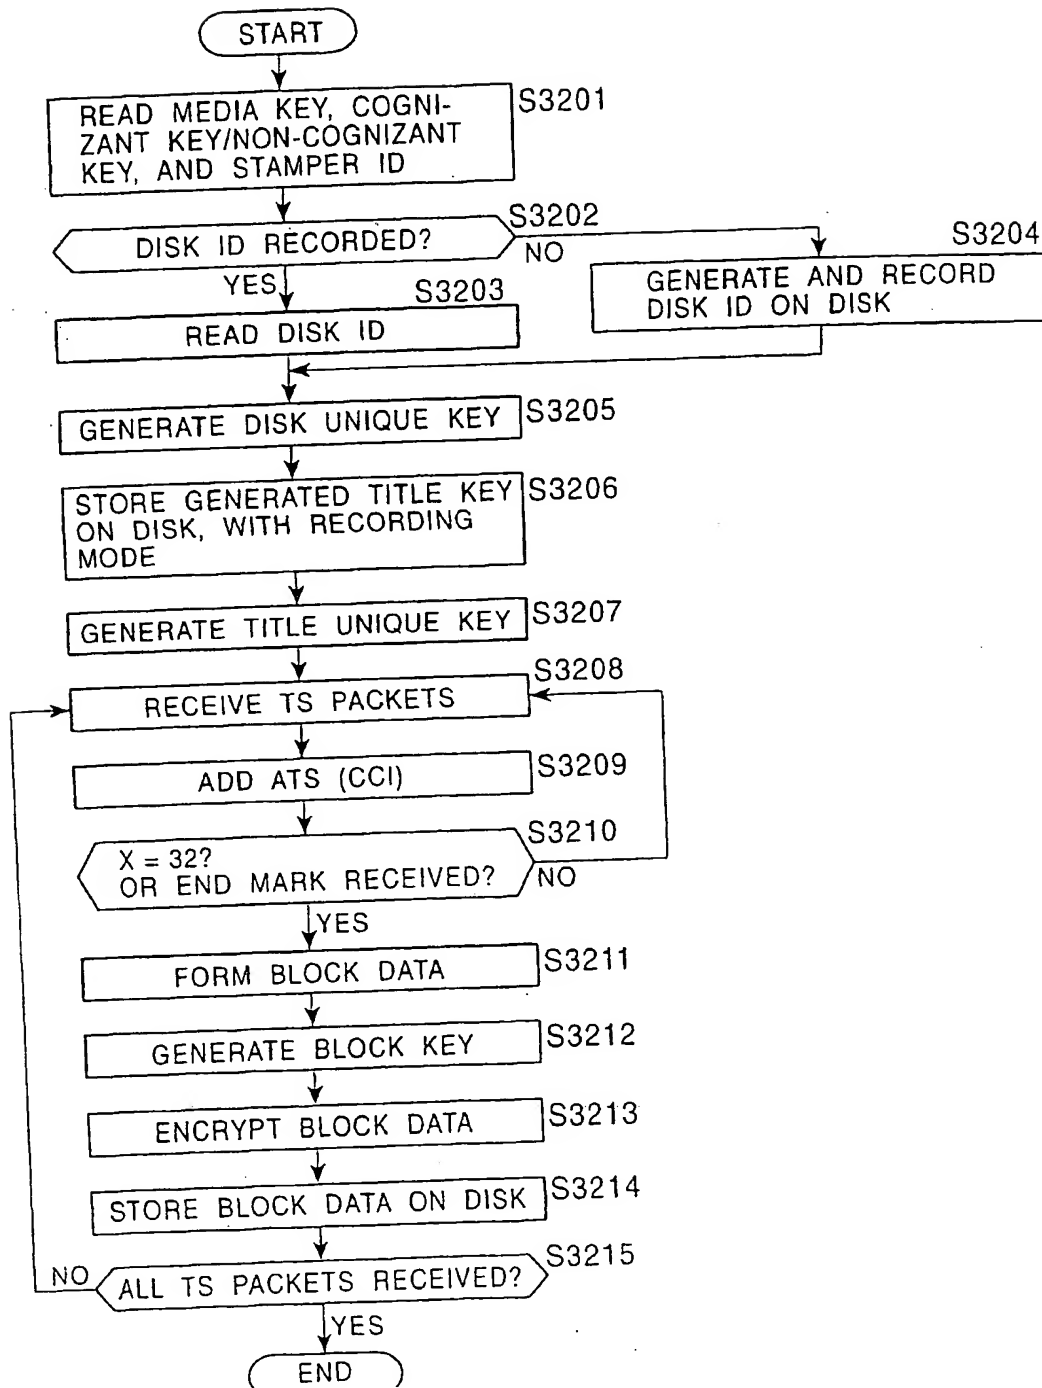 START
READ MEDIA KEY, COGNI-
ZANT KEY/NON-COGNIZANT
KEY, AND STAMPER ID
S3201
DISK ID RECORDED?
S3202
NO
YES
S3204
GENERATE AND RECORD
DISK ID ON DISK
S3203
READ DISK ID
GENERATE DISK UNIQUE KEY
S3205
STORE GENERATED TITLE KEY
ON DISK, WITH RECORDING
MODE
S3206
GENERATE TITLE UNIQUE KEY
S3207
S3208
RECEIVE TS PACKETS
ADD ATS (CCI)
S3209
S3210
X = 32?
OR END MARK RECEIVED?
NO
YES
FORM BLOCK DATA
S3211
GENERATE BLOCK KEY
S3212
ENCRYPT BLOCK DATA
S3213
STORE BLOCK DATA ON DISK
S3214
S3215
NO
ALL TS PACKETS RECEIVED?
YES
END